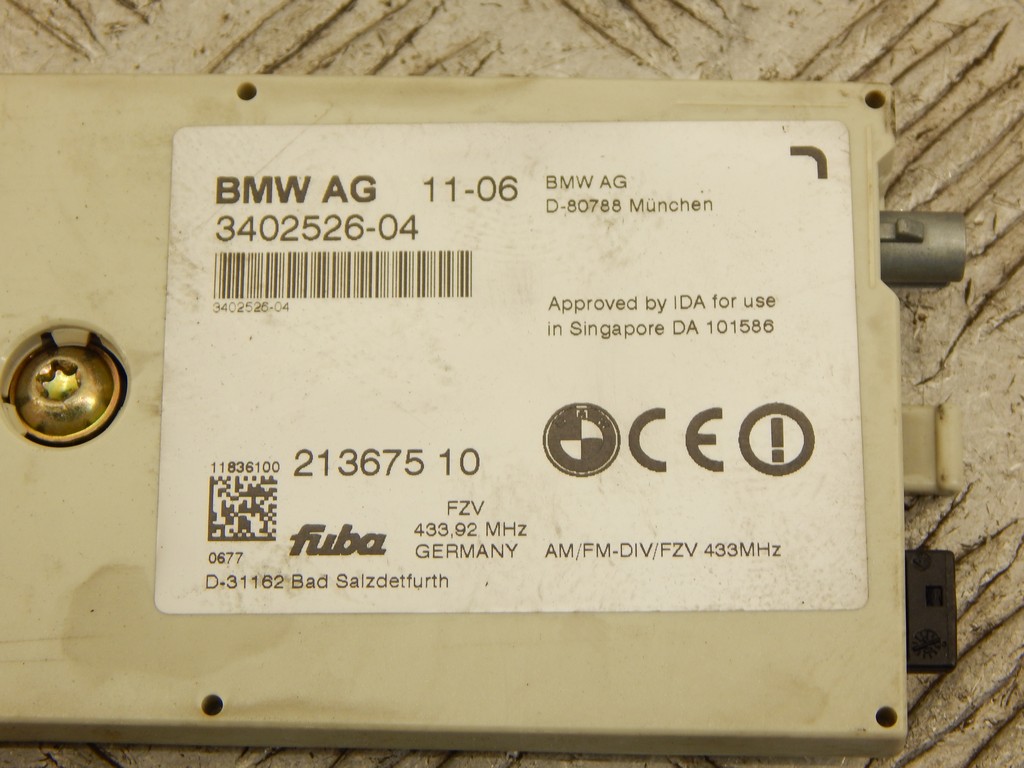 BMW AG 11-06
3402526-04
3402526-04
BMW AG
D-80788 München
Approved by IDA for use
in Singapore DA 101586
CE
11836100
213675 10
0677
fuba
FZV
433,92 MHz
GERMANY
AM/FM-DIV/FZV 433MHz
D-31162 Bad Salzdetfurth